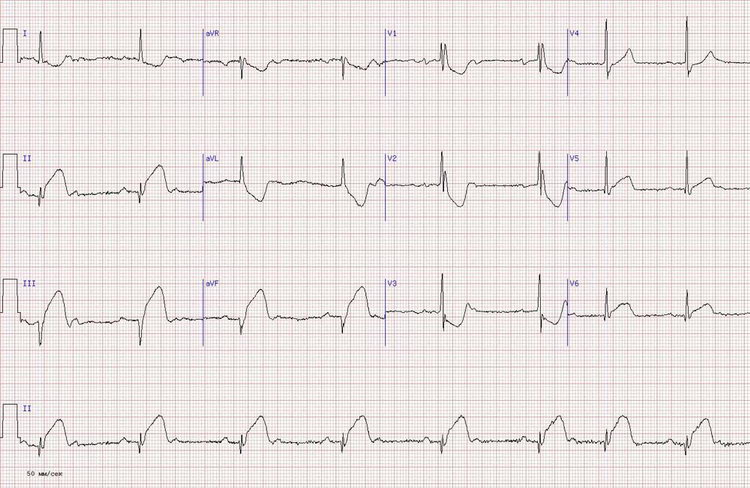 I aVR V1 V4
II aVL V2 V5
III aVF V3 V6
II
50 мм/сек